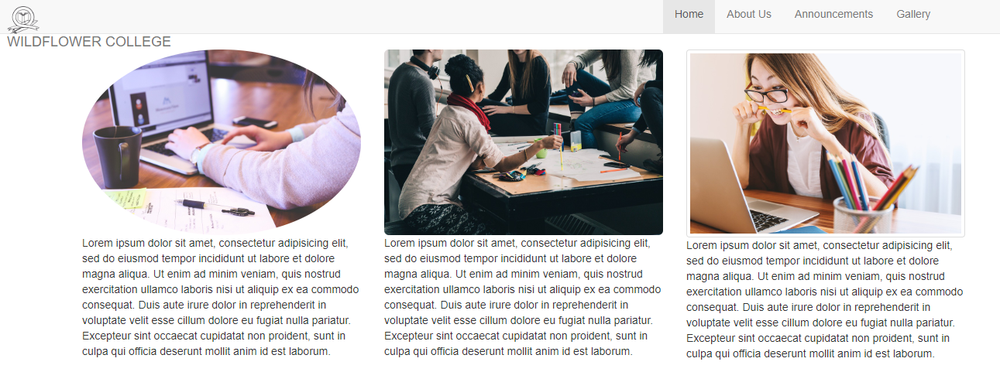 Home About Us Announcements Gallery
WILDFLOWER COLLEGE
Lorem ipsum dolor sit amet, consectetur adipisicing elit,
sed do eiusmod tempor incididunt ut labore et dolore
magna aliqua. Ut enim ad minim veniam, quis nostrud
exercitation ullamco laboris nisi ut aliquip ex ea commodo
consequat. Duis aute irure dolor in reprehenderit in
voluptate velit esse cillum dolore eu fugiat nulla pariatur.
Excepteur sint occaecat cupidatat non proident, sunt in
culpa qui officia deserunt mollit anim id est laborum.
Lorem ipsum dolor sit amet, consectetur adipisicing elit,
sed do eiusmod tempor incididunt ut labore et dolore
magna aliqua. Ut enim ad minim veniam, quis nostrud
exercitation ullamco laboris nisi ut aliquip ex ea commodo
consequat. Duis aute irure dolor in reprehenderit in
voluptate velit esse cillum dolore eu fugiat nulla pariatur.
Excepteur sint occaecat cupidatat non proident, sunt in
culpa qui officia deserunt mollit anim id est laborum.
Lorem ipsum dolor sit amet, consectetur adipisicing elit,
sed do eiusmod tempor incididunt ut labore et dolore
magna aliqua. Ut enim ad minim veniam, quis nostrud
exercitation ullamco laboris nisi ut aliquip ex ea commodo
consequat. Duis aute irure dolor in reprehenderit in
voluptate velit esse cillum dolore eu fugiat nulla pariatur.
Excepteur sint occaecat cupidatat non proident, sunt in
culpa qui officia deserunt mollit anim id est laborum.